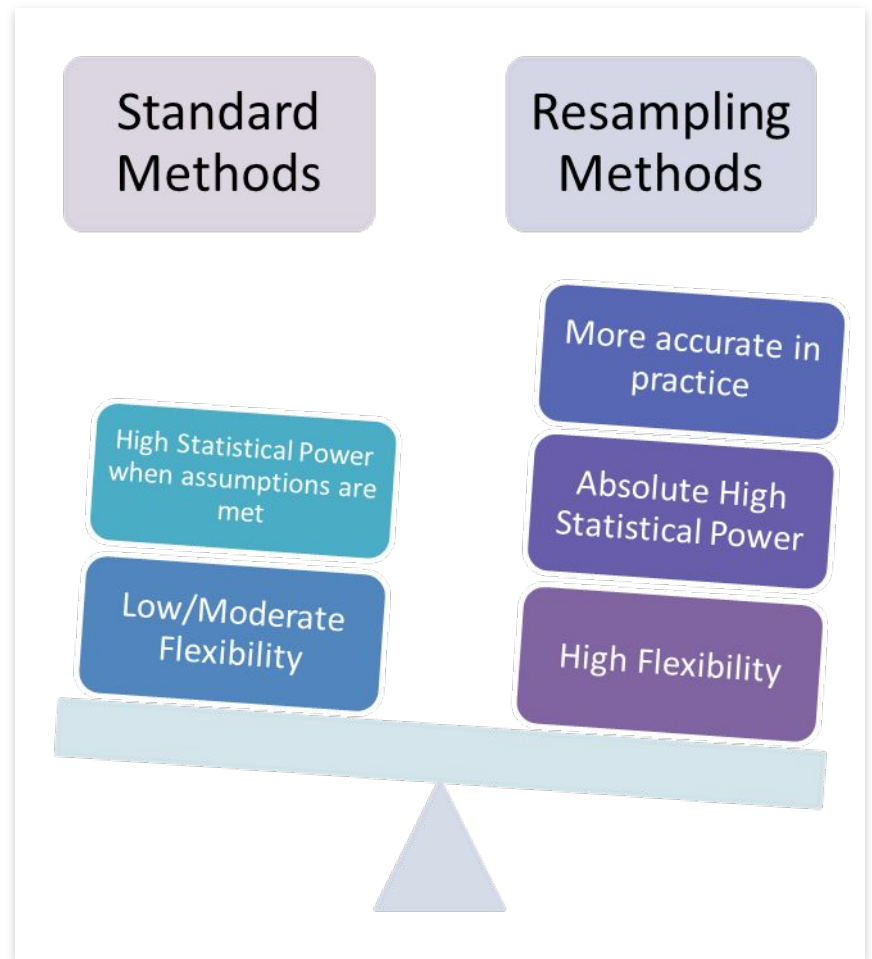 Standard
Methods
Resampling
Methods
High Statistical Power
when assumptions are
met
Low/Moderate
Flexibility
More accurate in
practice
Absolute High
Statistical Power
High Flexibility